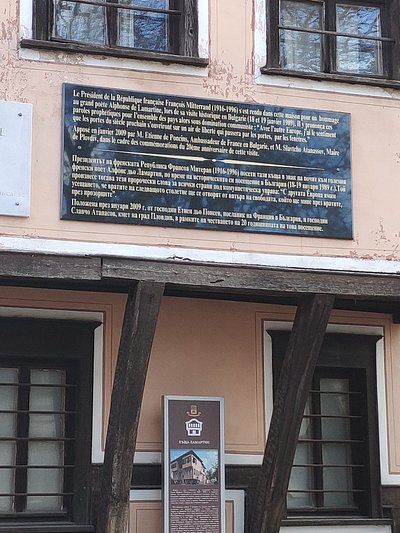 Le Président de la République française François Mitterrand (1916-1996) s'est rendu dans cette maison pour un hommage
au grand poète Alphonse de Lamartine, lors de sa visite historique en Bulgarie (18 et 19 janvier 1989). Il y prononça ces
paroles prophétiques pour l'ensemble des pays alors sous domination communiste : "Avec l'autre Europe, j'ai le sentiment
que les portes du siècle prochain s'ouvriront sur un air de liberté qui passera par les portes, par les fenêtres."
Apposé en janvier 2009 par M. Etienne de Poncins, Ambassadeur de France en Bulgarie, et M. Slavtcho Atanassov, Maire
de Plovdiv, dans le cadre des commémorations du 20ème anniversaire de cette visite.
Президентът на френската Република Франсоа Митеран (1916-1996) посети тази къща в знак на почит към големия
френски поет Алфонс дьо Ламартин, по време на историческото си посещение в България (18-19 януари 1989 г.). Той
произнесе тогава тези пророчески слова за всички страни под комунистическа власт: "С другата Европа имам
усещането, че вратите на следващото столетие ще се отворят от вятъра на свободата, който ще мине през вратите,
през прозорците".
Положена през януари 2009 г. от господин Етиен дьо Понсен, посланик на Франция в България, и господин
Славчо Атанасов, кмет на град Пловдив, в рамките на честването на 20 годишнината на това посещение.
КЪЩА ЛАМАРТИН